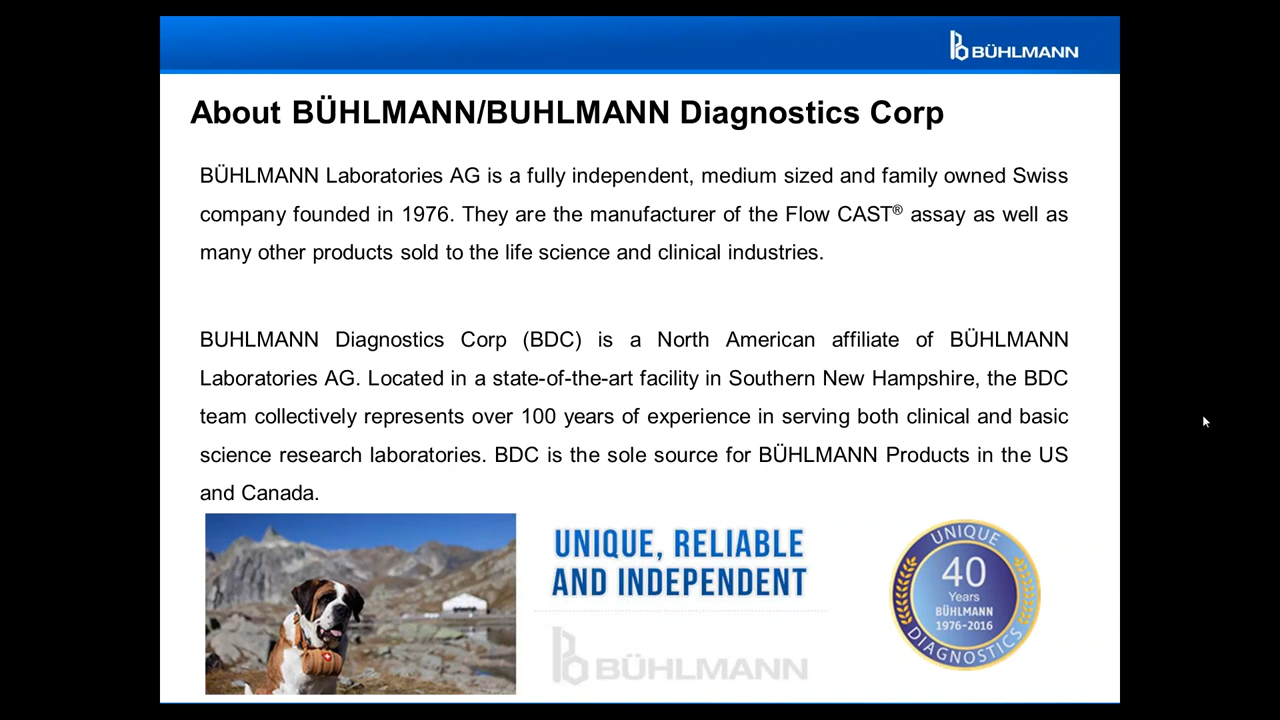 BÜHLMANN
About BÜHLMANN/BUHLMANN Diagnostics Corp
BÜHLMANN Laboratories AG is a fully independent, medium sized and family owned Swiss
company founded in 1976. They are the manufacturer of the Flow CAST® assay as well as
many other products sold to the life science and clinical industries.
BUHLMANN Diagnostics Corp (BDC) is a North American affiliate of BÜHLMANN
Laboratories AG. Located in a state-of-the-art facility in Southern New Hampshire, the BDC
team collectively represents over 100 years of experience in serving both clinical and basic
science research laboratories. BDC is the sole source for BÜHLMANN Products in the US
and Canada.
UNIQUE, RELIABLE
AND INDEPENDENT
BÜHLMANN
UNIQUE
40
Years
BÜHLMANN
1976-2016
DIAGNOSTICS